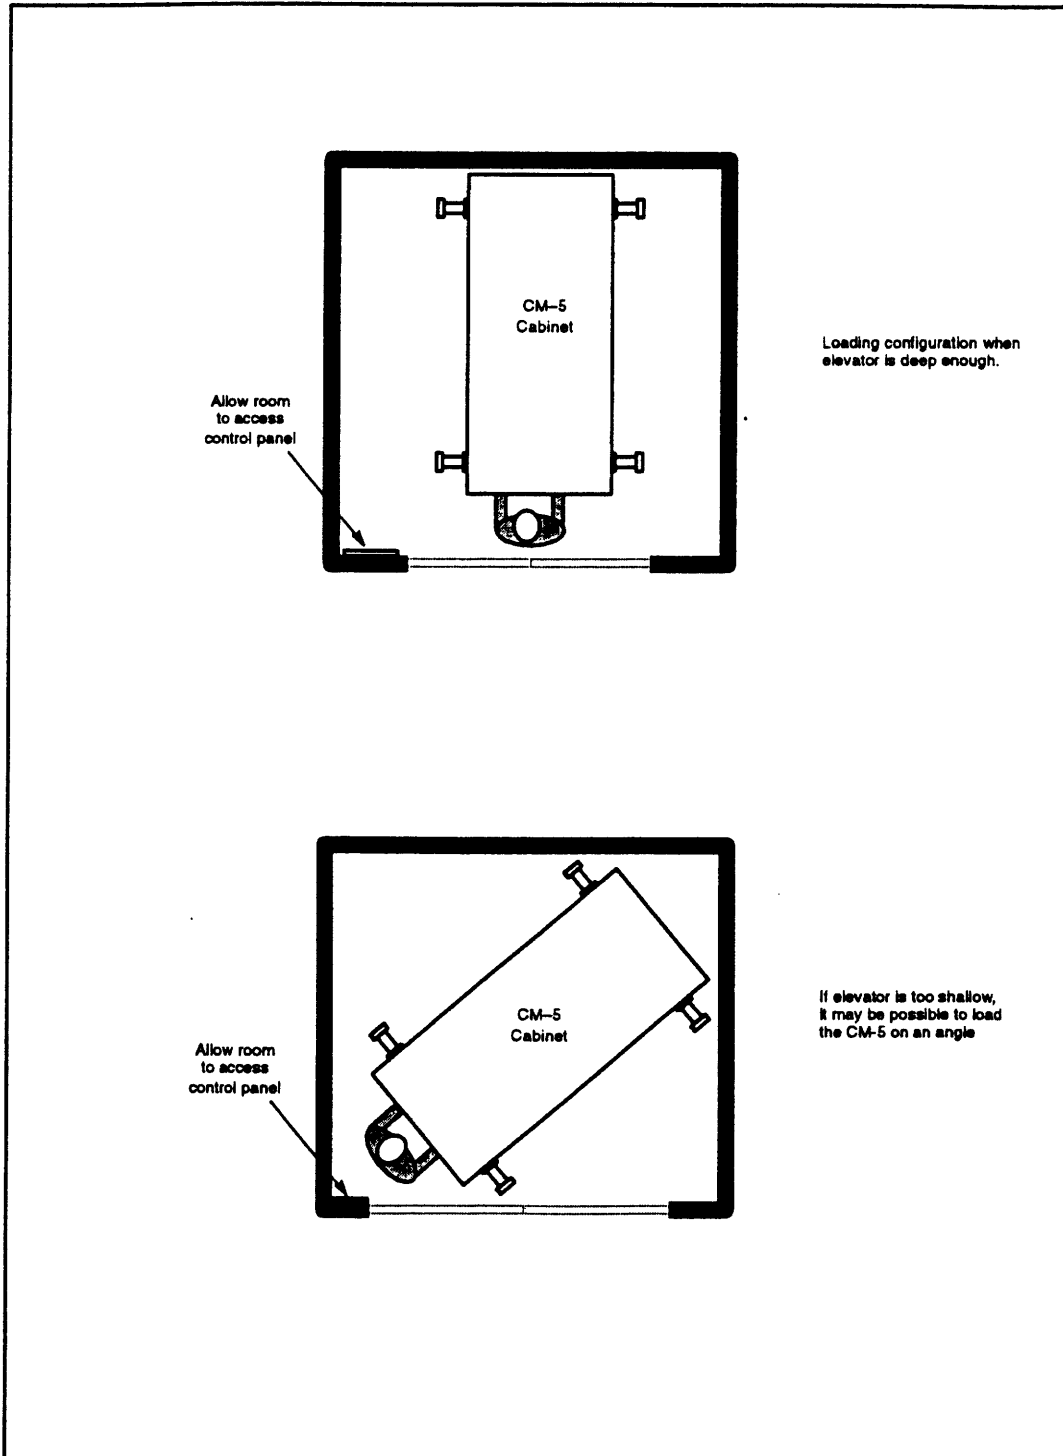 CM–5
Cabinet
Loading configuration when
elevator is deep enough.
Allow room
to access
control panel
CM–5
Cabinet
If elevator is too shallow,
it may be possible to load
the CM-5 on an angle
Allow room
to access
control panel